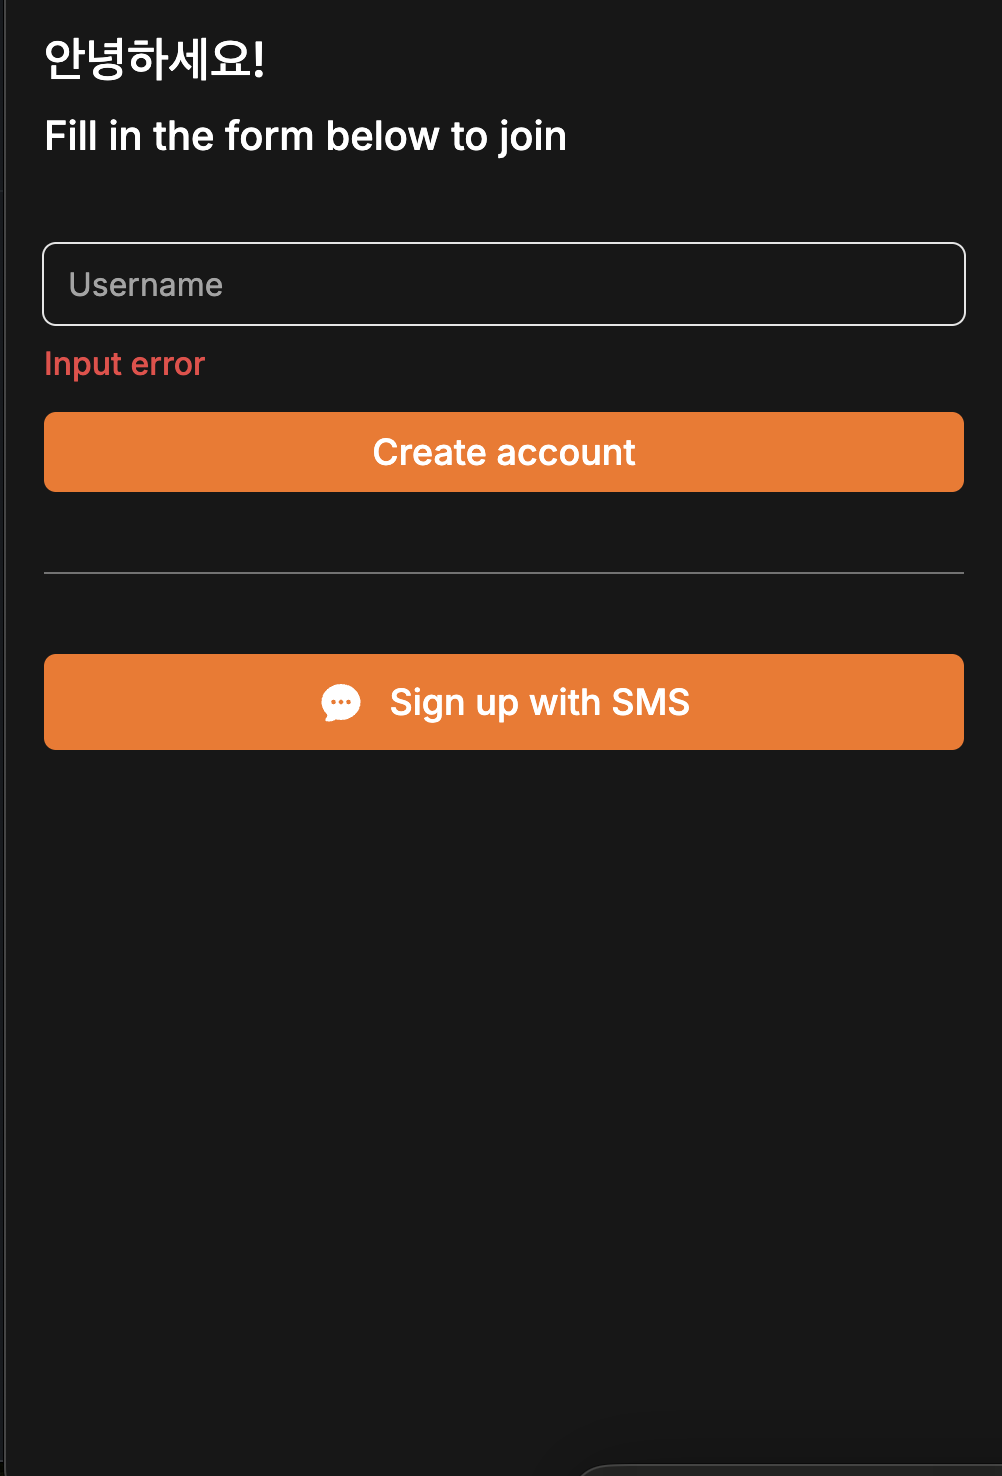 안녕하세요!
Fill in the form below to join
Username
Input error
Create account
Sign up with SMS